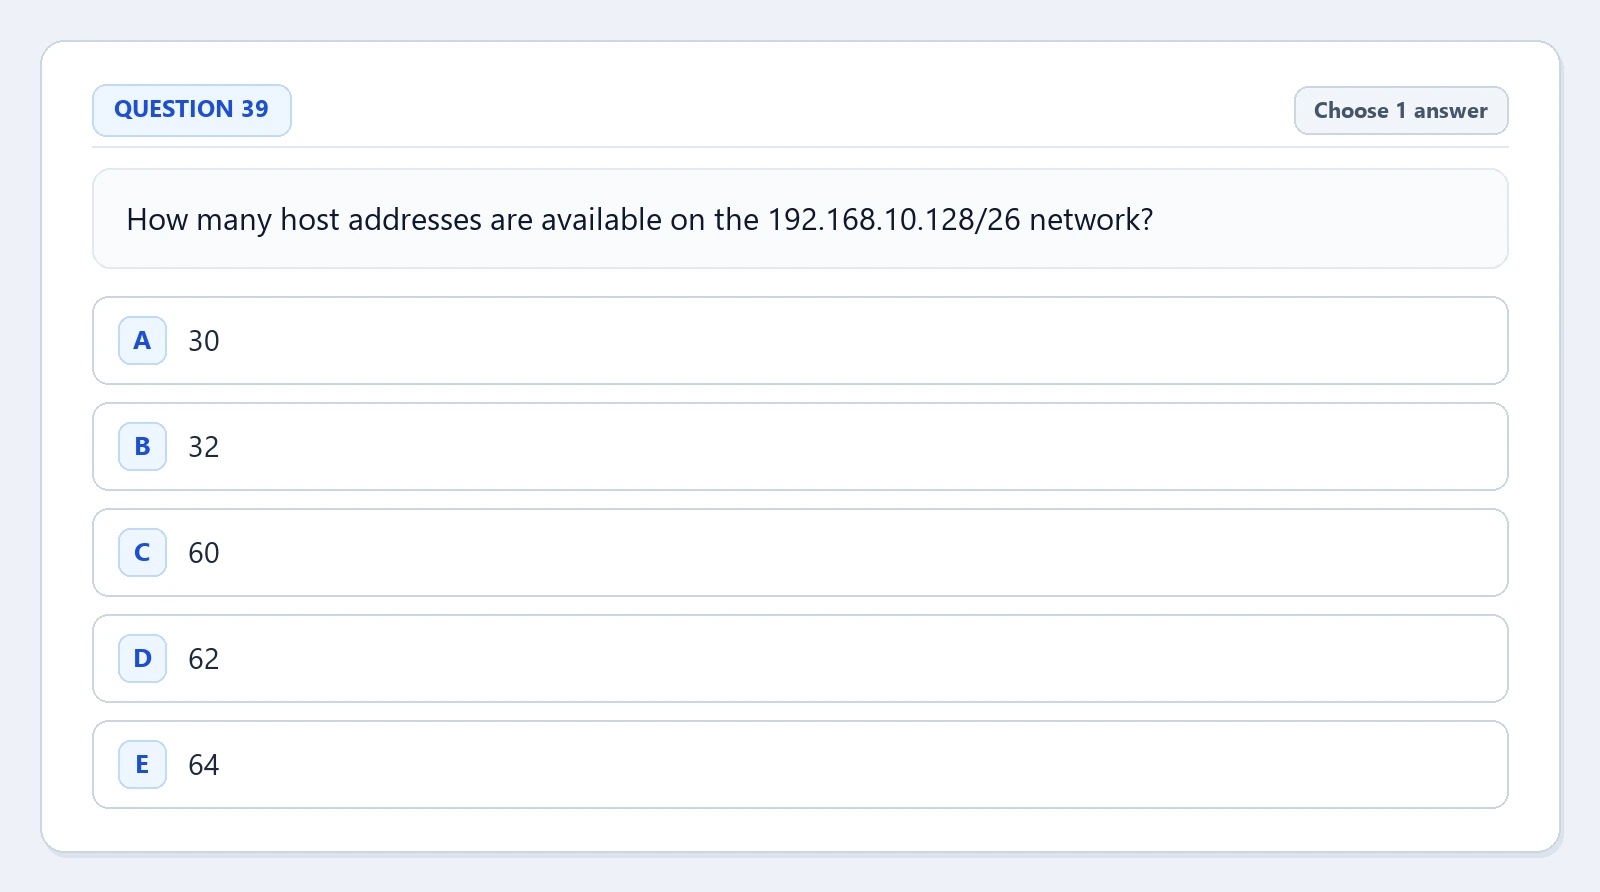 QUESTION 39
Choose 1 answer
How many host addresses are available on the 192.168.10.128/26 network?
A 30
B 32
C 60
D 62
E 64